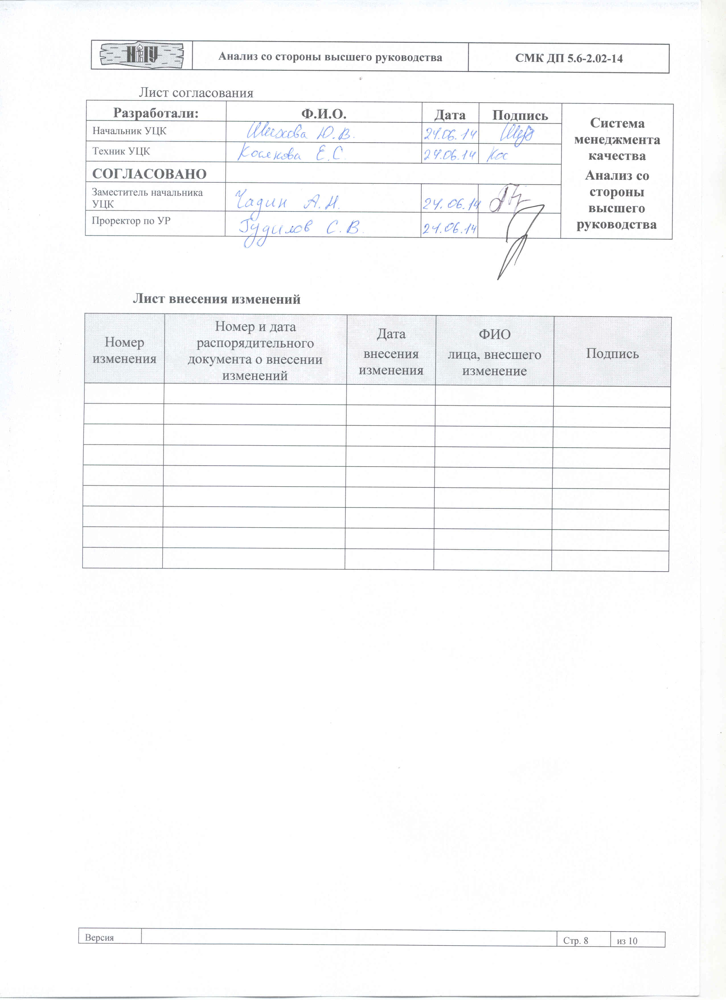 Анализ со стороны высшего руководства
СМК ДП 5.6-2.02-14
Лист согласования
Разработали: Ф.И.О. Дата Подпись
Начальник УЦК Шихова Ю.В. 24.06.14
Техник УЦК Косякова Е.С. 24.06.14 Кос
СОГЛАСОВАНО
Заместитель начальника
УЦК Чадин А.Н. 24.06.14
Проректор по УР Гудилов С.В. 24.06.14
Система
менеджмента
качества
Анализ со
стороны
высшего
руководства
Лист внесения изменений
Номер
изменения
Номер и дата
распорядительного
документа о внесении
изменений
Дата
внесения
изменения
ФИО
лица, внесшего
изменение
Подпись
Версия
Стр. 8
из 10